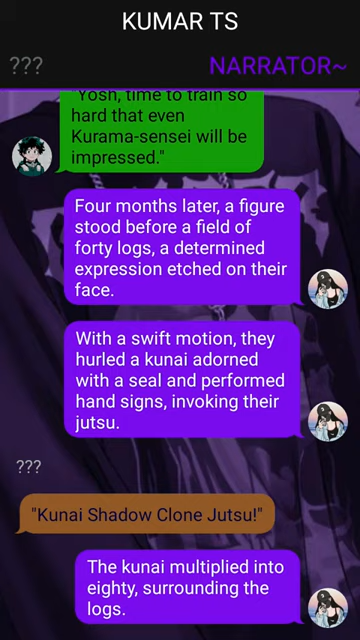 KUMAR TS
??? NARRATOR~
"Yosh, time to train so
hard that even
Kurama-sensei will be
impressed."
Four months later, a figure
stood before a field of
forty logs, a determined
expression etched on their
face.
With a swift motion, they
hurled a kunai adorned
with a seal and performed
hand signs, invoking their
jutsu.
???
"Kunai Shadow Clone Jutsu!"
The kunai multiplied into
eighty, surrounding the
logs.